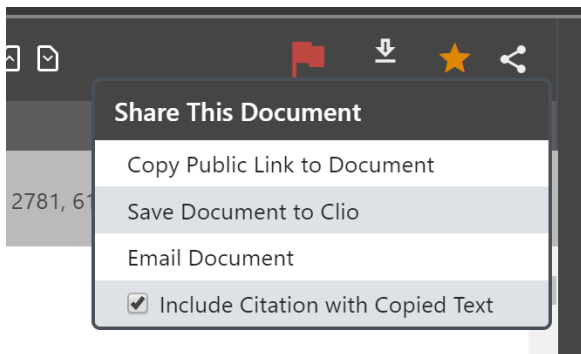 Share This Document
Copy Public Link to Document
2781, 61
Save Document to Clio
Email Document
Include Citation with Copied Text